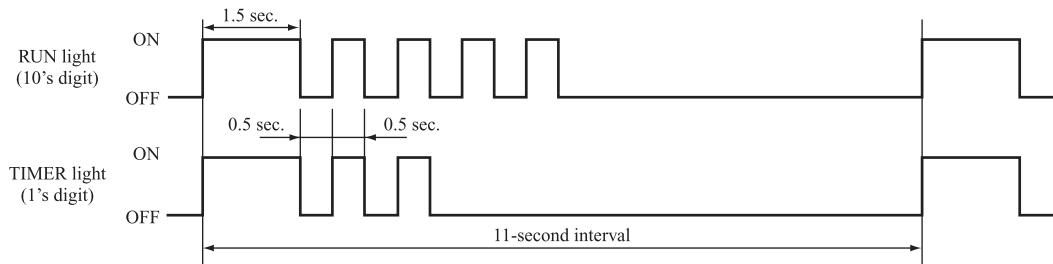 1.5 sec.
ON
RUN light
(10's digit)
OFF
0.5 sec.
0.5 sec.
ON
TIMER light
(1's digit)
OFF
11-second interval